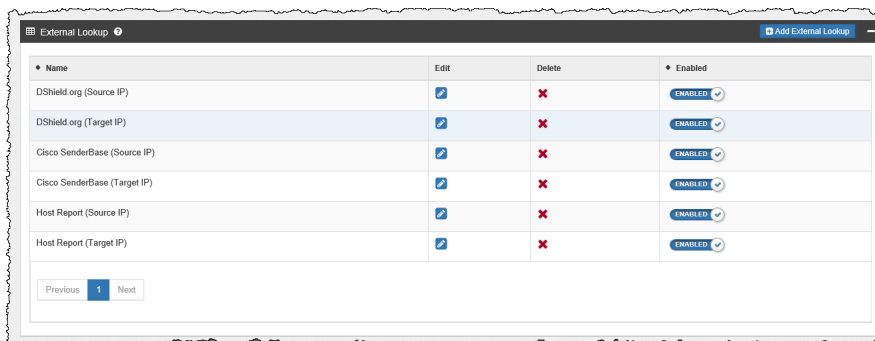 External Lookup ?
Add External Lookup
Name Edit Delete Enabled
DShield.org (Source IP) ENABLED
DShield.org (Target IP) ENABLED
Cisco SenderBase (Source IP) ENABLED
Cisco SenderBase (Target IP) ENABLED
Host Report (Source IP) ENABLED
Host Report (Target IP) ENABLED
Previous 1 Next